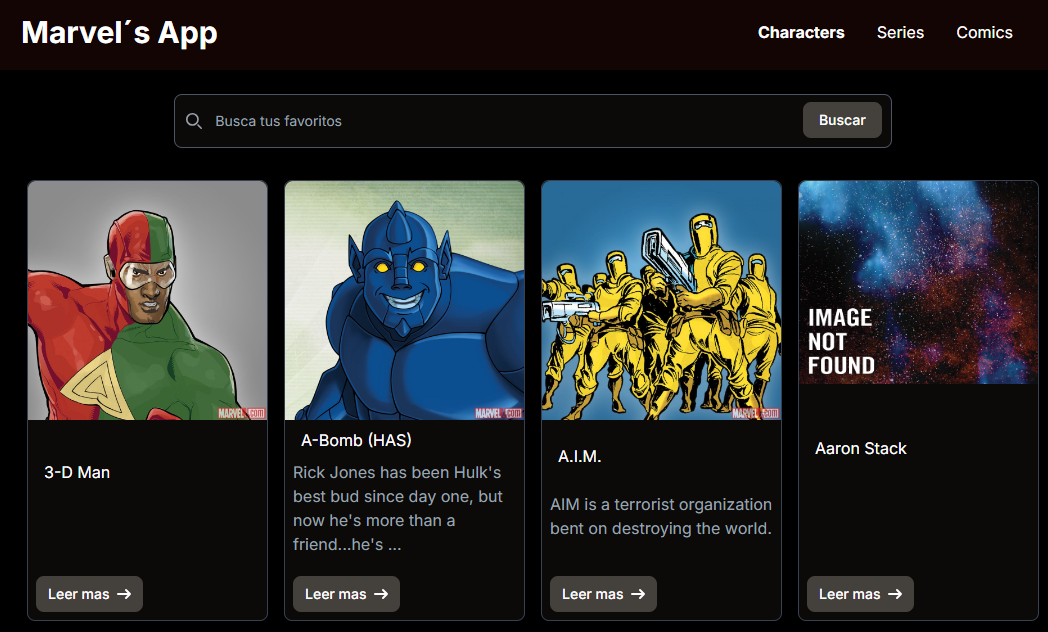 Marvel´s App
Characters
Series
Comics
Busca tus favoritos
Buscar
MARVEL.COM
3-D Man
Leer mas →
MARVEL.COM
A-Bomb (HAS)
Rick Jones has been Hulk's
best bud since day one, but
now he's more than a
friend...he's ...
Leer mas →
MARVEL.COM
A.I.M.
AIM is a terrorist organization
bent on destroying the world.
Leer mas →
IMAGE
NOT
FOUND
Aaron Stack
Leer mas →